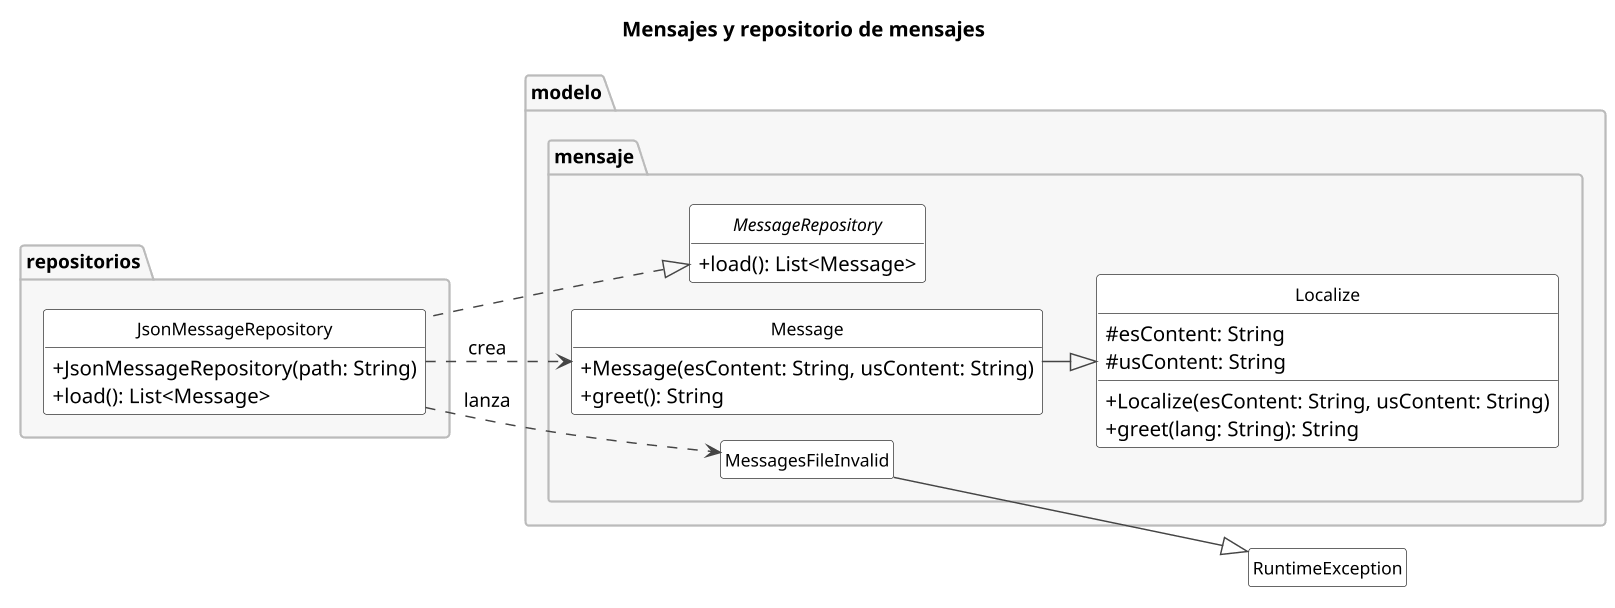 Mensajes y repositorio de mensajes
modelo
mensaje
MessageRepository
+load(): List<Message>
repositorios
JsonMessageRepository
+JsonMessageRepository(path: String)
+load(): List<Message>
crea
lanza
Message
+Message(esContent: String, usContent: String)
+greet(): String
Localize
#esContent: String
#usContent: String
+Localize(esContent: String, usContent: String)
+greet(lang: String): String
MessagesFileInvalid
RuntimeException